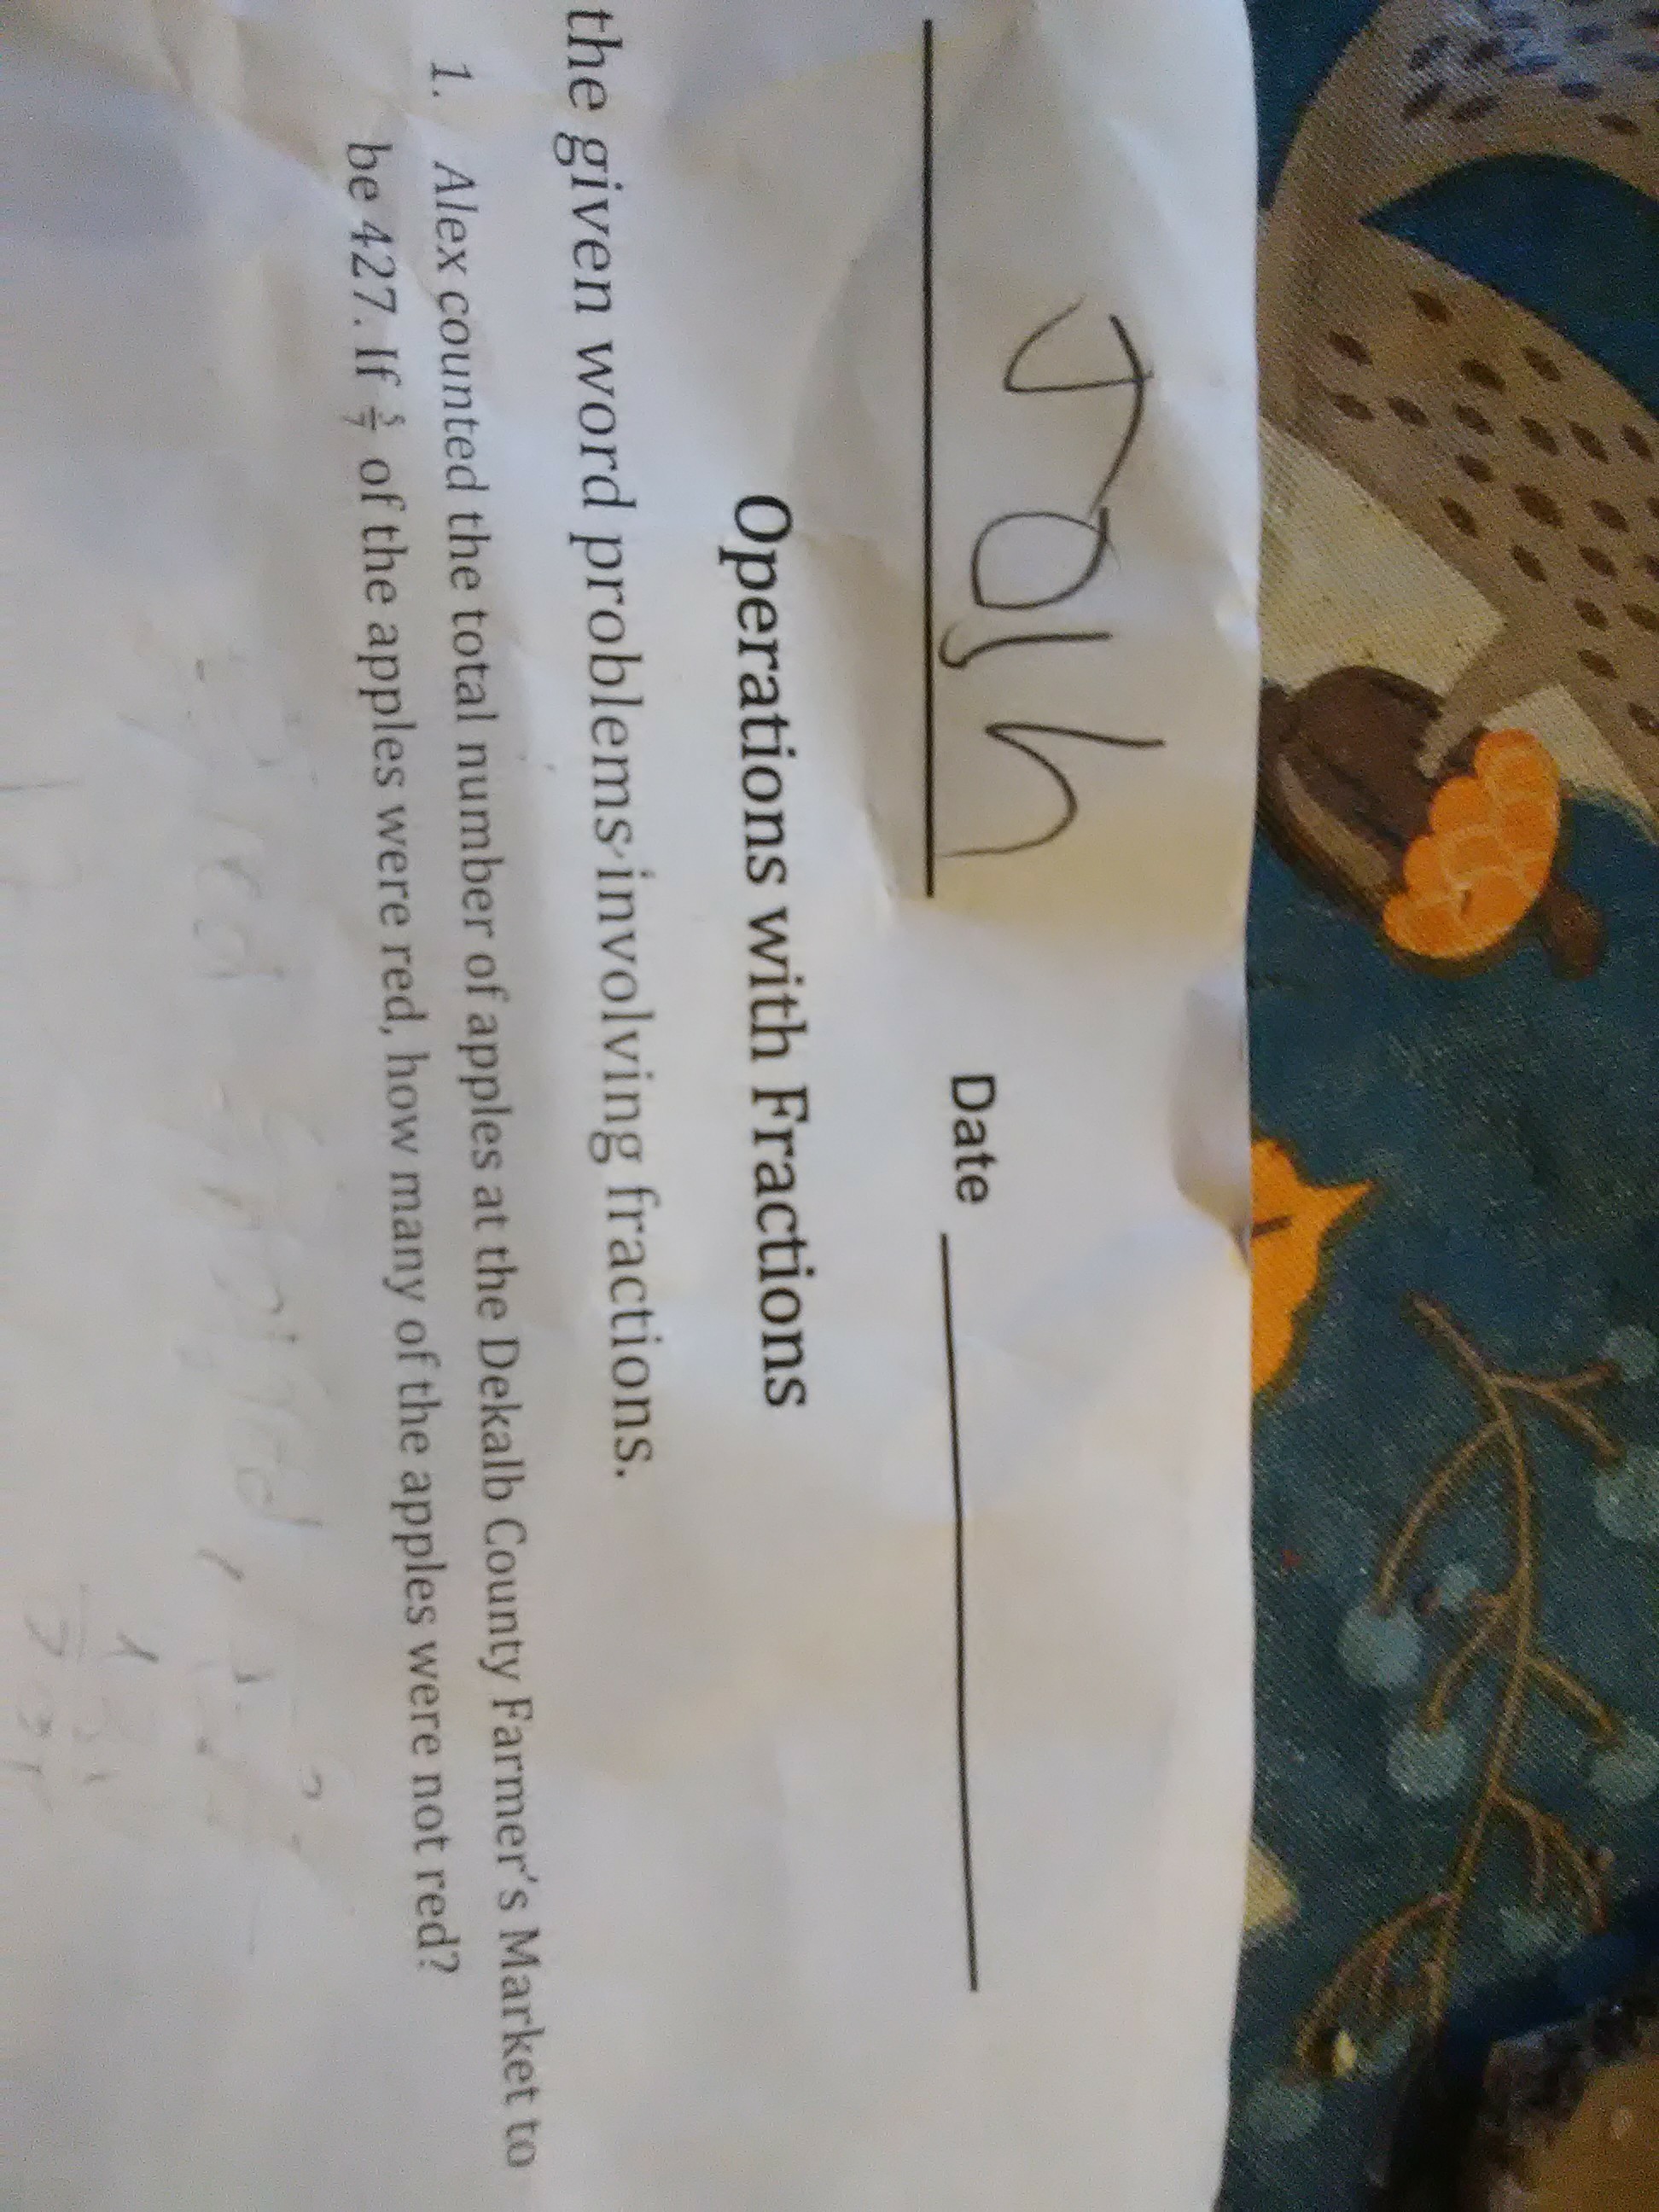 Josh
Date
Operations with Fractions
the given word problems involving fractions.
1. Alex counted the total number of apples at the Dekalb County Farmer's Market to
be 427. If 5/7 of the apples were red, how many of the apples were not red?